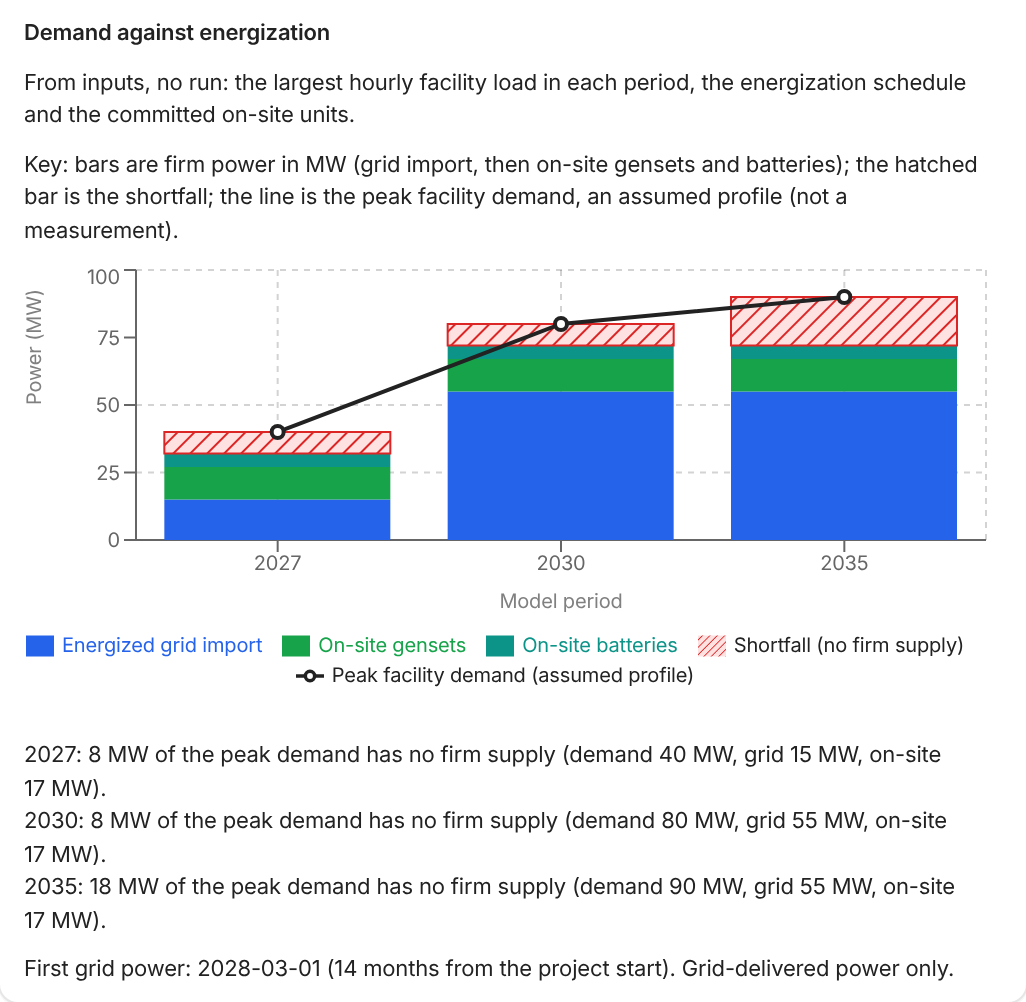 Demand against energization
From inputs, no run: the largest hourly facility load in each period, the energization schedule
and the committed on-site units.
Key: bars are firm power in MW (grid import, then on-site gensets and batteries); the hatched
bar is the shortfall; the line is the peak facility demand, an assumed profile (not a
measurement).
Power (MW)
100
75
50
25
0
2027 2030 2035
Model period
Energized grid import On-site gensets On-site batteries Shortfall (no firm supply)
Peak facility demand (assumed profile)
2027: 8 MW of the peak demand has no firm supply (demand 40 MW, grid 15 MW, on-site
17 MW).
2030: 8 MW of the peak demand has no firm supply (demand 80 MW, grid 55 MW, on-site
17 MW).
2035: 18 MW of the peak demand has no firm supply (demand 90 MW, grid 55 MW, on-site
17 MW).
First grid power: 2028-03-01 (14 months from the project start). Grid-delivered power only.